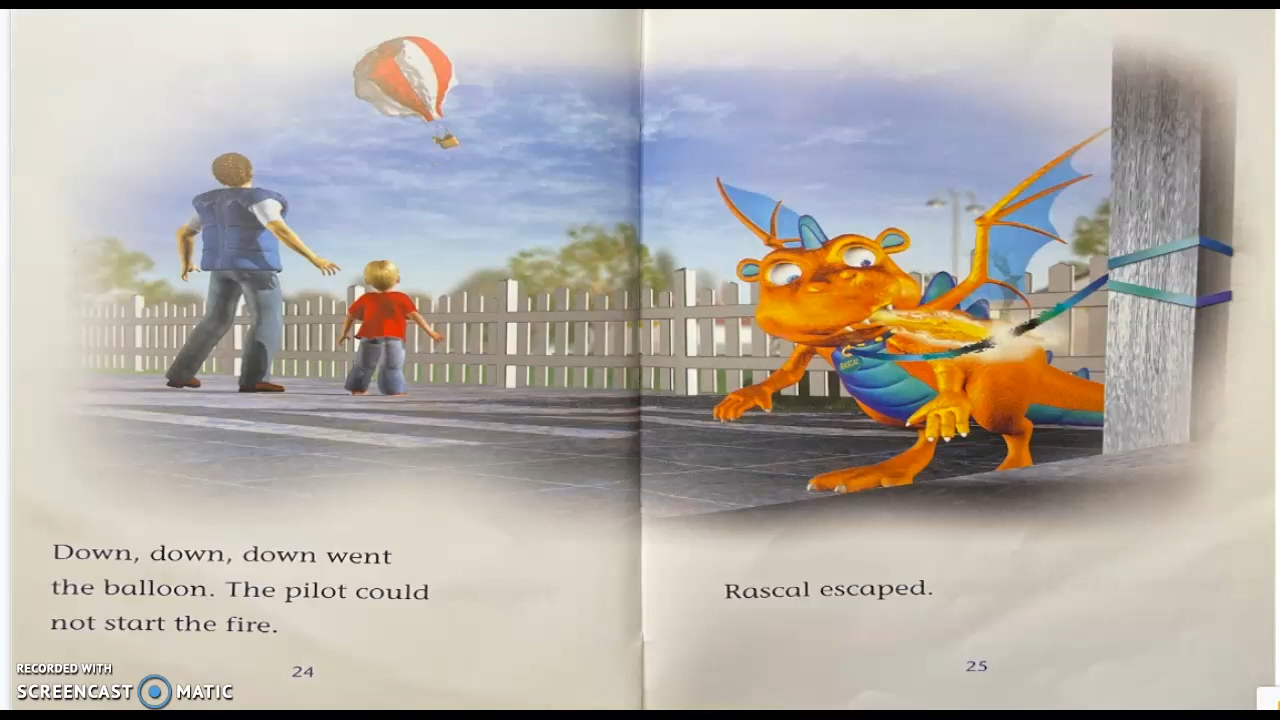 Down, down, down went
the balloon. The pilot could
not start the fire.
24
Rascal escaped.
25
RASCAL
RECORDED WITH
SCREENCAST MATIC